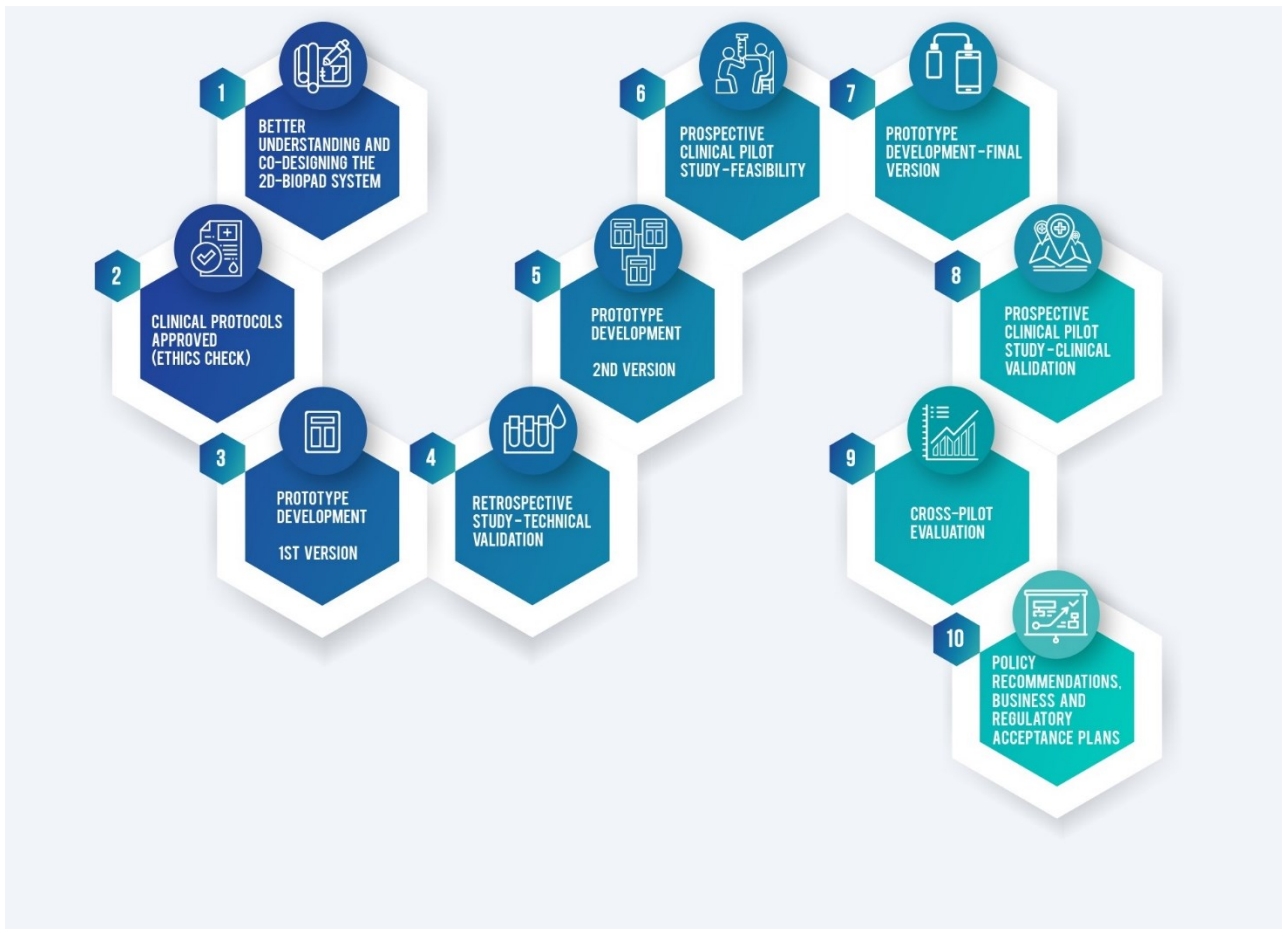 1
BETTER
UNDERSTANDING AND
CO-DESIGNING THE
2D-BIOPAD SYSTEM
2
CLINICAL PROTOCOLS
APPROVED
(ETHICS CHECK)
3
PROTOTYPE
DEVELOPMENT
1ST VERSION
4
RETROSPECTIVE
STUDY-TECHNICAL
VALIDATION
5
PROTOTYPE
DEVELOPMENT
2ND VERSION
6
PROSPECTIVE
CLINICAL PILOT
STUDY-FEASIBILITY
7
PROTOTYPE
DEVELOPMENT-FINAL
VERSION
8
PROSPECTIVE
CLINICAL PILOT
STUDY-CLINICAL
VALIDATION
9
CROSS-PILOT
EVALUATION
10
POLICY
RECOMMENDATIONS,
BUSINESS AND
REGULATORY
ACCEPTANCE PLANS